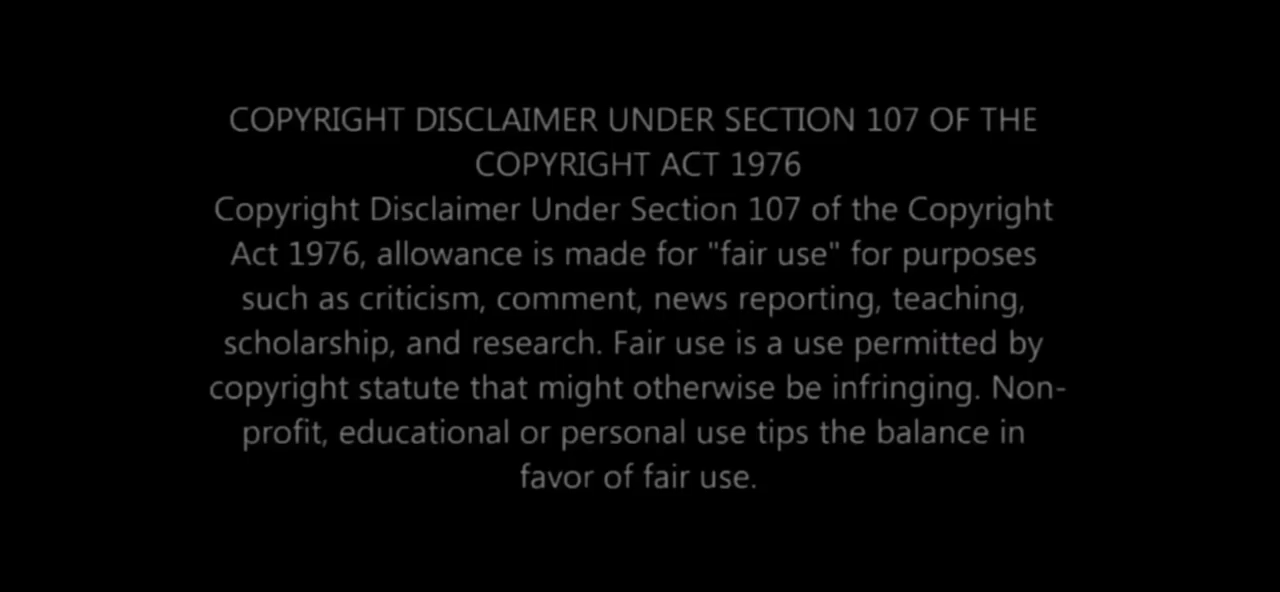 COPYRIGHT DISCLAIMER UNDER SECTION 107 OF THE
COPYRIGHT ACT 1976
Copyright Disclaimer Under Section 107 of the Copyright
Act 1976, allowance is made for "fair use" for purposes
such as criticism, comment, news reporting, teaching,
scholarship, and research. Fair use is a use permitted by
copyright statute that might otherwise be infringing. Non-
profit, educational or personal use tips the balance in
favor of fair use.